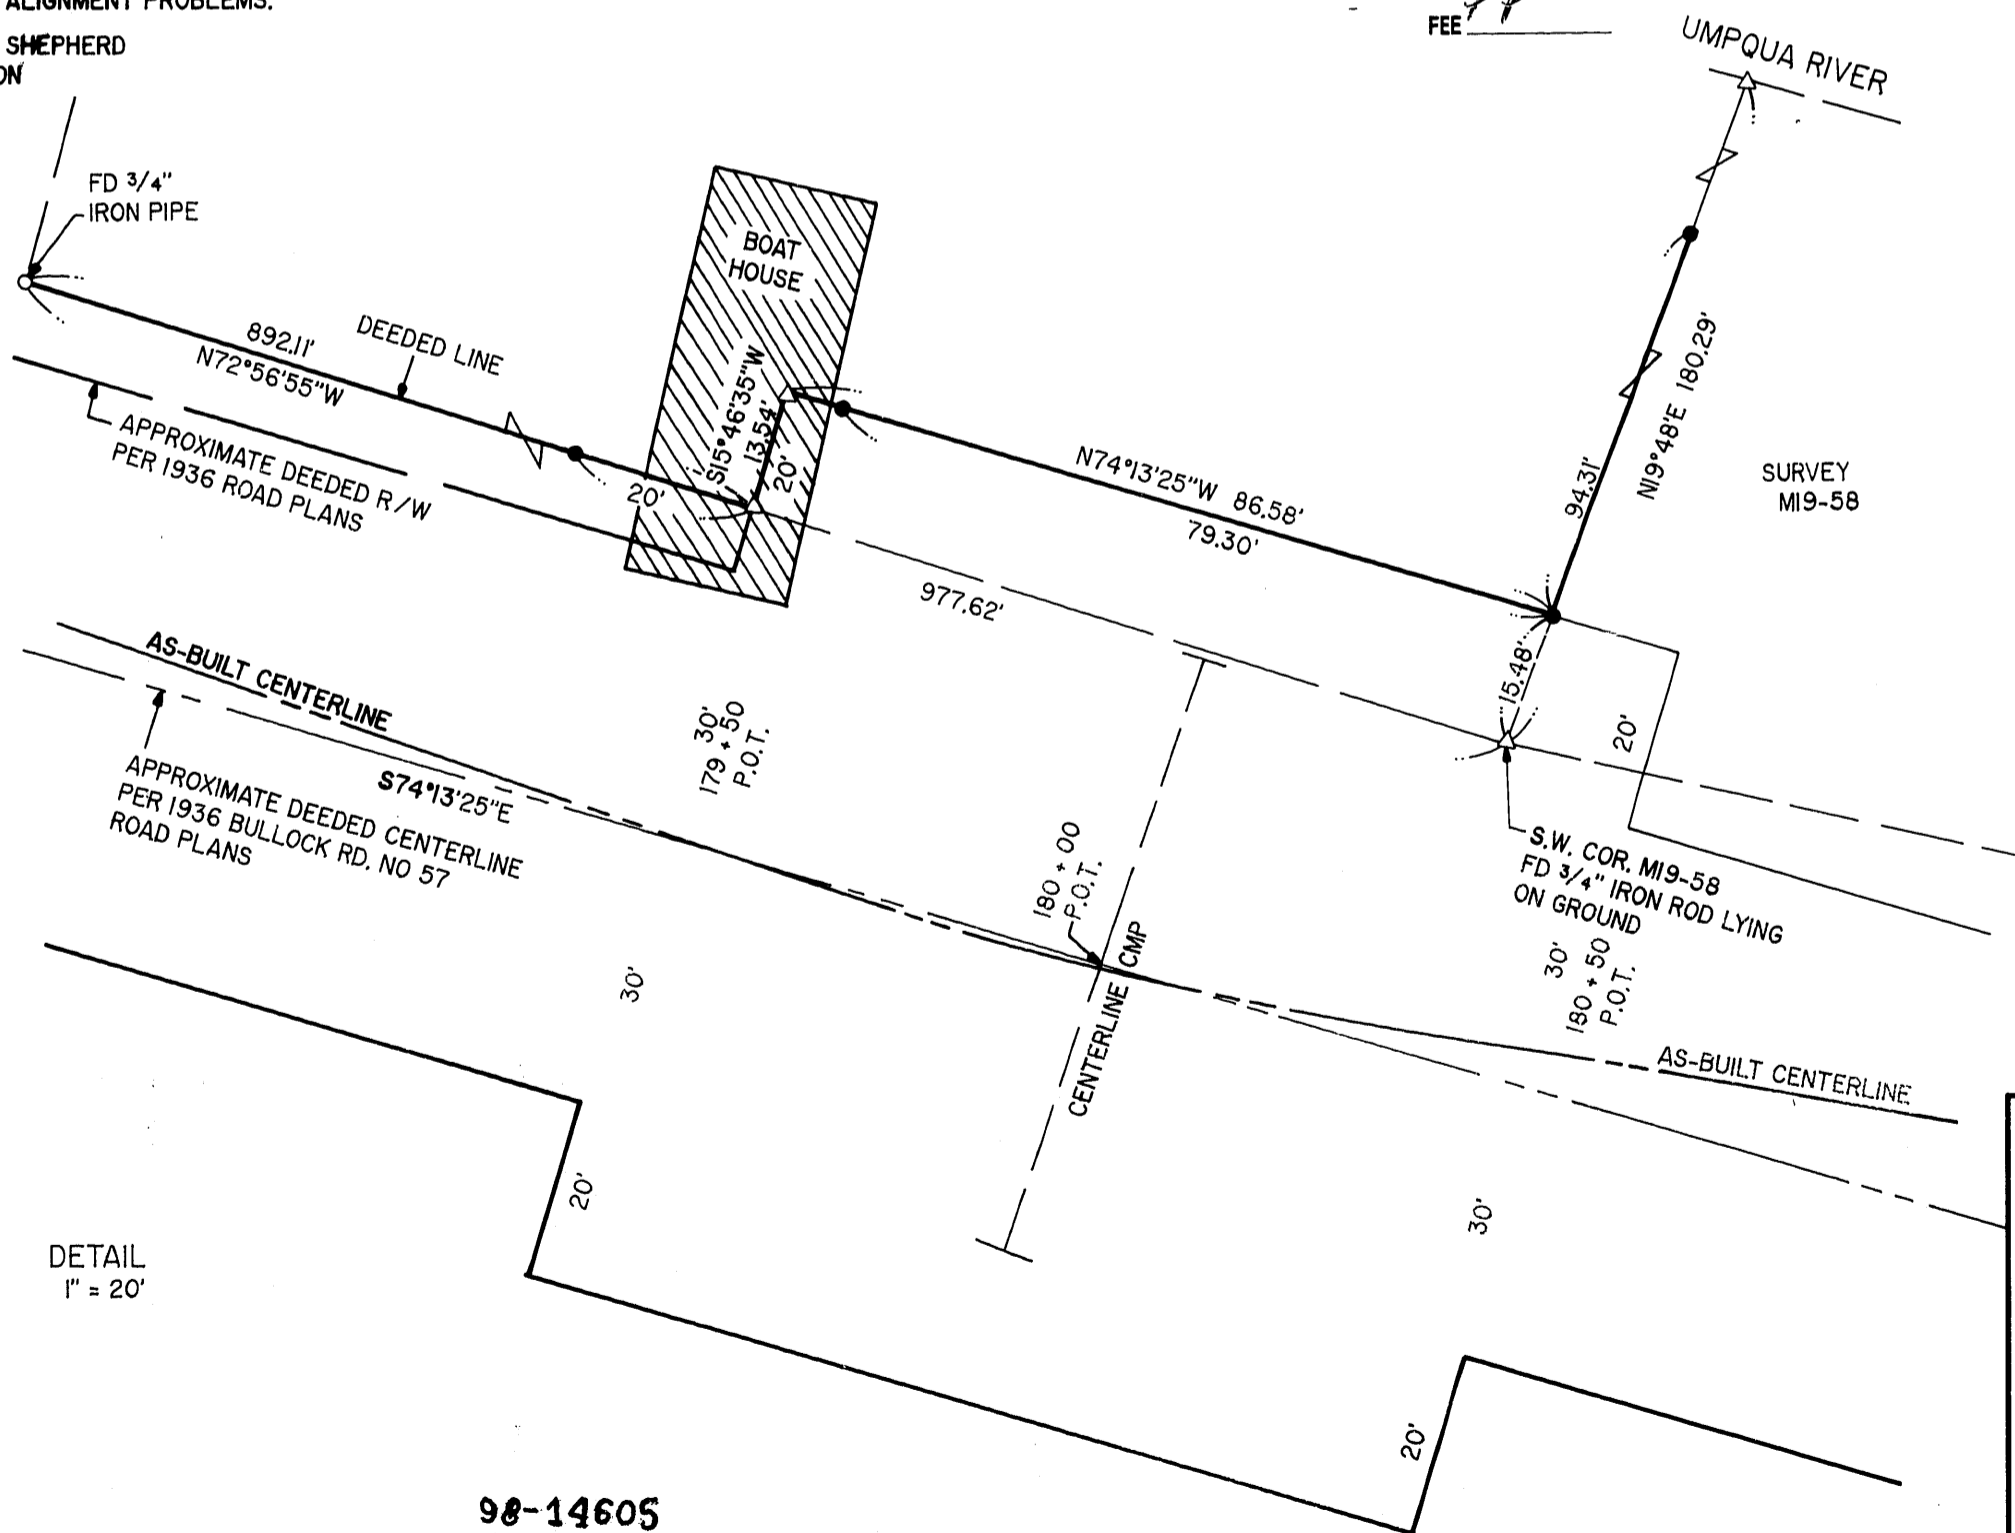 ALIGNMENT PROBLEMS.
SHEPHERD
ON
FEE
UMPQUA RIVER
FD 3/4"
IRON PIPE
BOAT
HOUSE
892.11'
N72°56'55"W
DEEDED LINE
S15°46'35"W
13.54'
20'
20'
APPROXIMATE DEEDED R/W
PER 1936 ROAD PLANS
N74°13'25"W 86.58'
79.30'
94.31'
N19°48'E 180.29'
SURVEY
M19-58
977.62'
15.48'
20'
AS-BUILT CENTERLINE
S74°13'25"E
APPROXIMATE DEEDED CENTERLINE
PER 1936 BULLOCK RD. NO 57
ROAD PLANS
30'
179 + 50
P.O.T.
180 + 00
P.O.T.
S.W. COR. M19-58
FD 3/4" IRON ROD LYING
ON GROUND
30'
180 + 50
P.O.T.
CENTERLINE CMP
30'
AS-BUILT CENTERLINE
20'
30'
DETAIL
1" = 20'
20'
98-14605